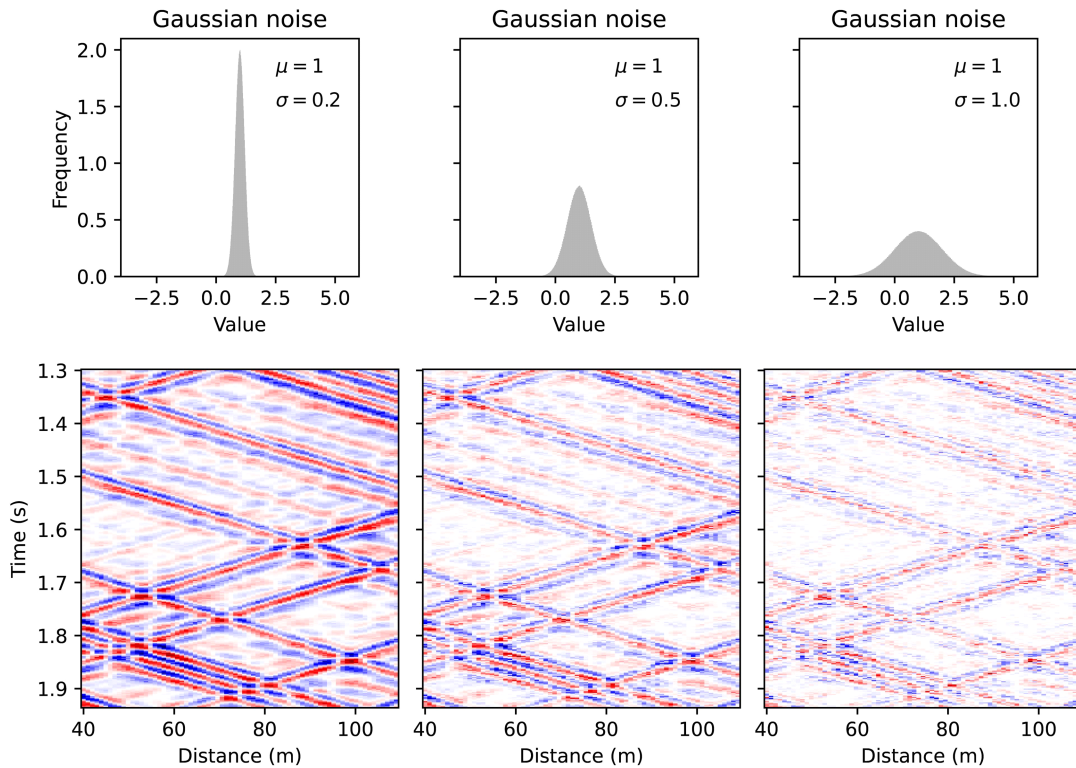 Gaussian noise
Gaussian noise
Gaussian noise
μ = 1
σ = 0.2
μ = 1
σ = 0.5
μ = 1
σ = 1.0
Frequency
2.0
1.5
1.0
0.5
0.0
−2.5 0.0 2.5 5.0
−2.5 0.0 2.5 5.0
−2.5 0.0 2.5 5.0
Value
Value
Value
Time (s)
1.3
1.4
1.5
1.6
1.7
1.8
1.9
40 60 80 100
40 60 80 100
40 60 80 100
Distance (m)
Distance (m)
Distance (m)